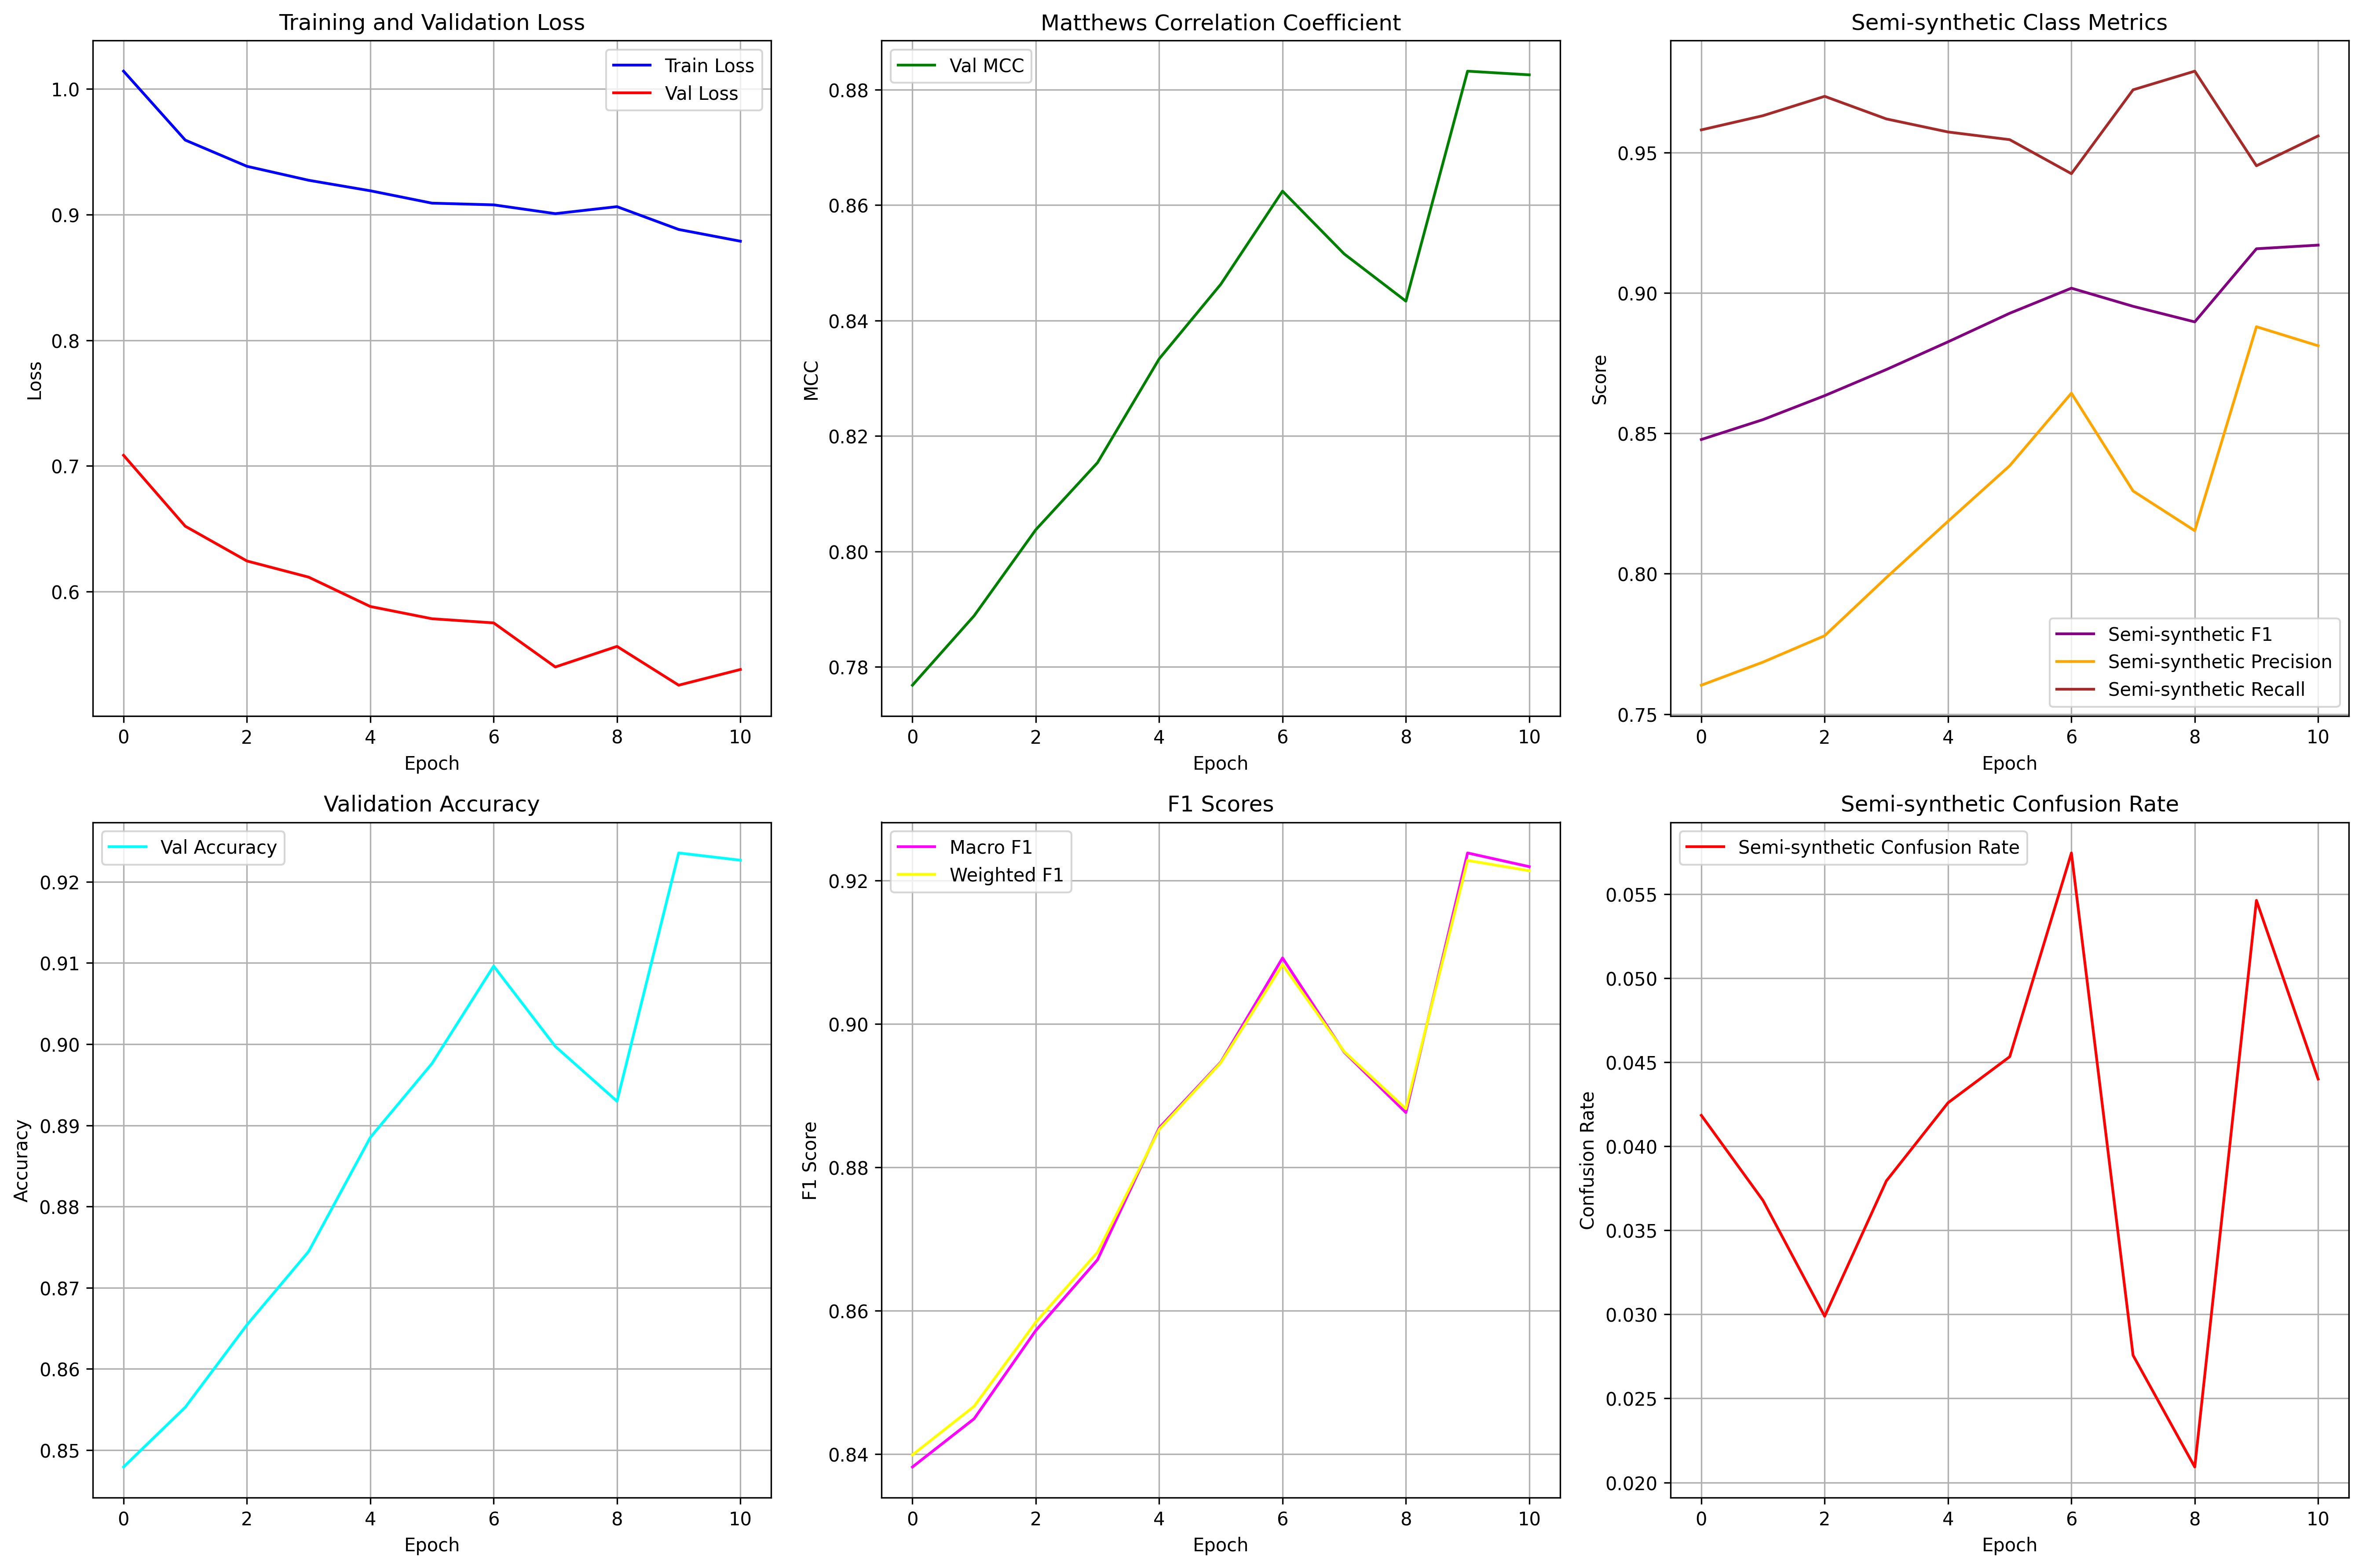 Training and Validation Loss
Train Loss
Val Loss
1.0
0.9
0.8
0.7
0.6
Loss
0 2 4 6 8 10
Epoch
Matthews Correlation Coefficient
Val MCC
0.88
0.86
0.84
0.82
0.80
0.78
MCC
0 2 4 6 8 10
Epoch
Semi-synthetic Class Metrics
0.95
0.90
0.85
0.80
0.75
Score
Semi-synthetic F1
Semi-synthetic Precision
Semi-synthetic Recall
0 2 4 6 8 10
Epoch
Validation Accuracy
Val Accuracy
0.92
0.91
0.90
0.89
0.88
0.87
0.86
0.85
Accuracy
0 2 4 6 8 10
Epoch
F1 Scores
Macro F1
Weighted F1
0.92
0.90
0.88
0.86
0.84
F1 Score
0 2 4 6 8 10
Epoch
Semi-synthetic Confusion Rate
Semi-synthetic Confusion Rate
0.055
0.050
0.045
0.040
0.035
0.030
0.025
0.020
Confusion Rate
0 2 4 6 8 10
Epoch